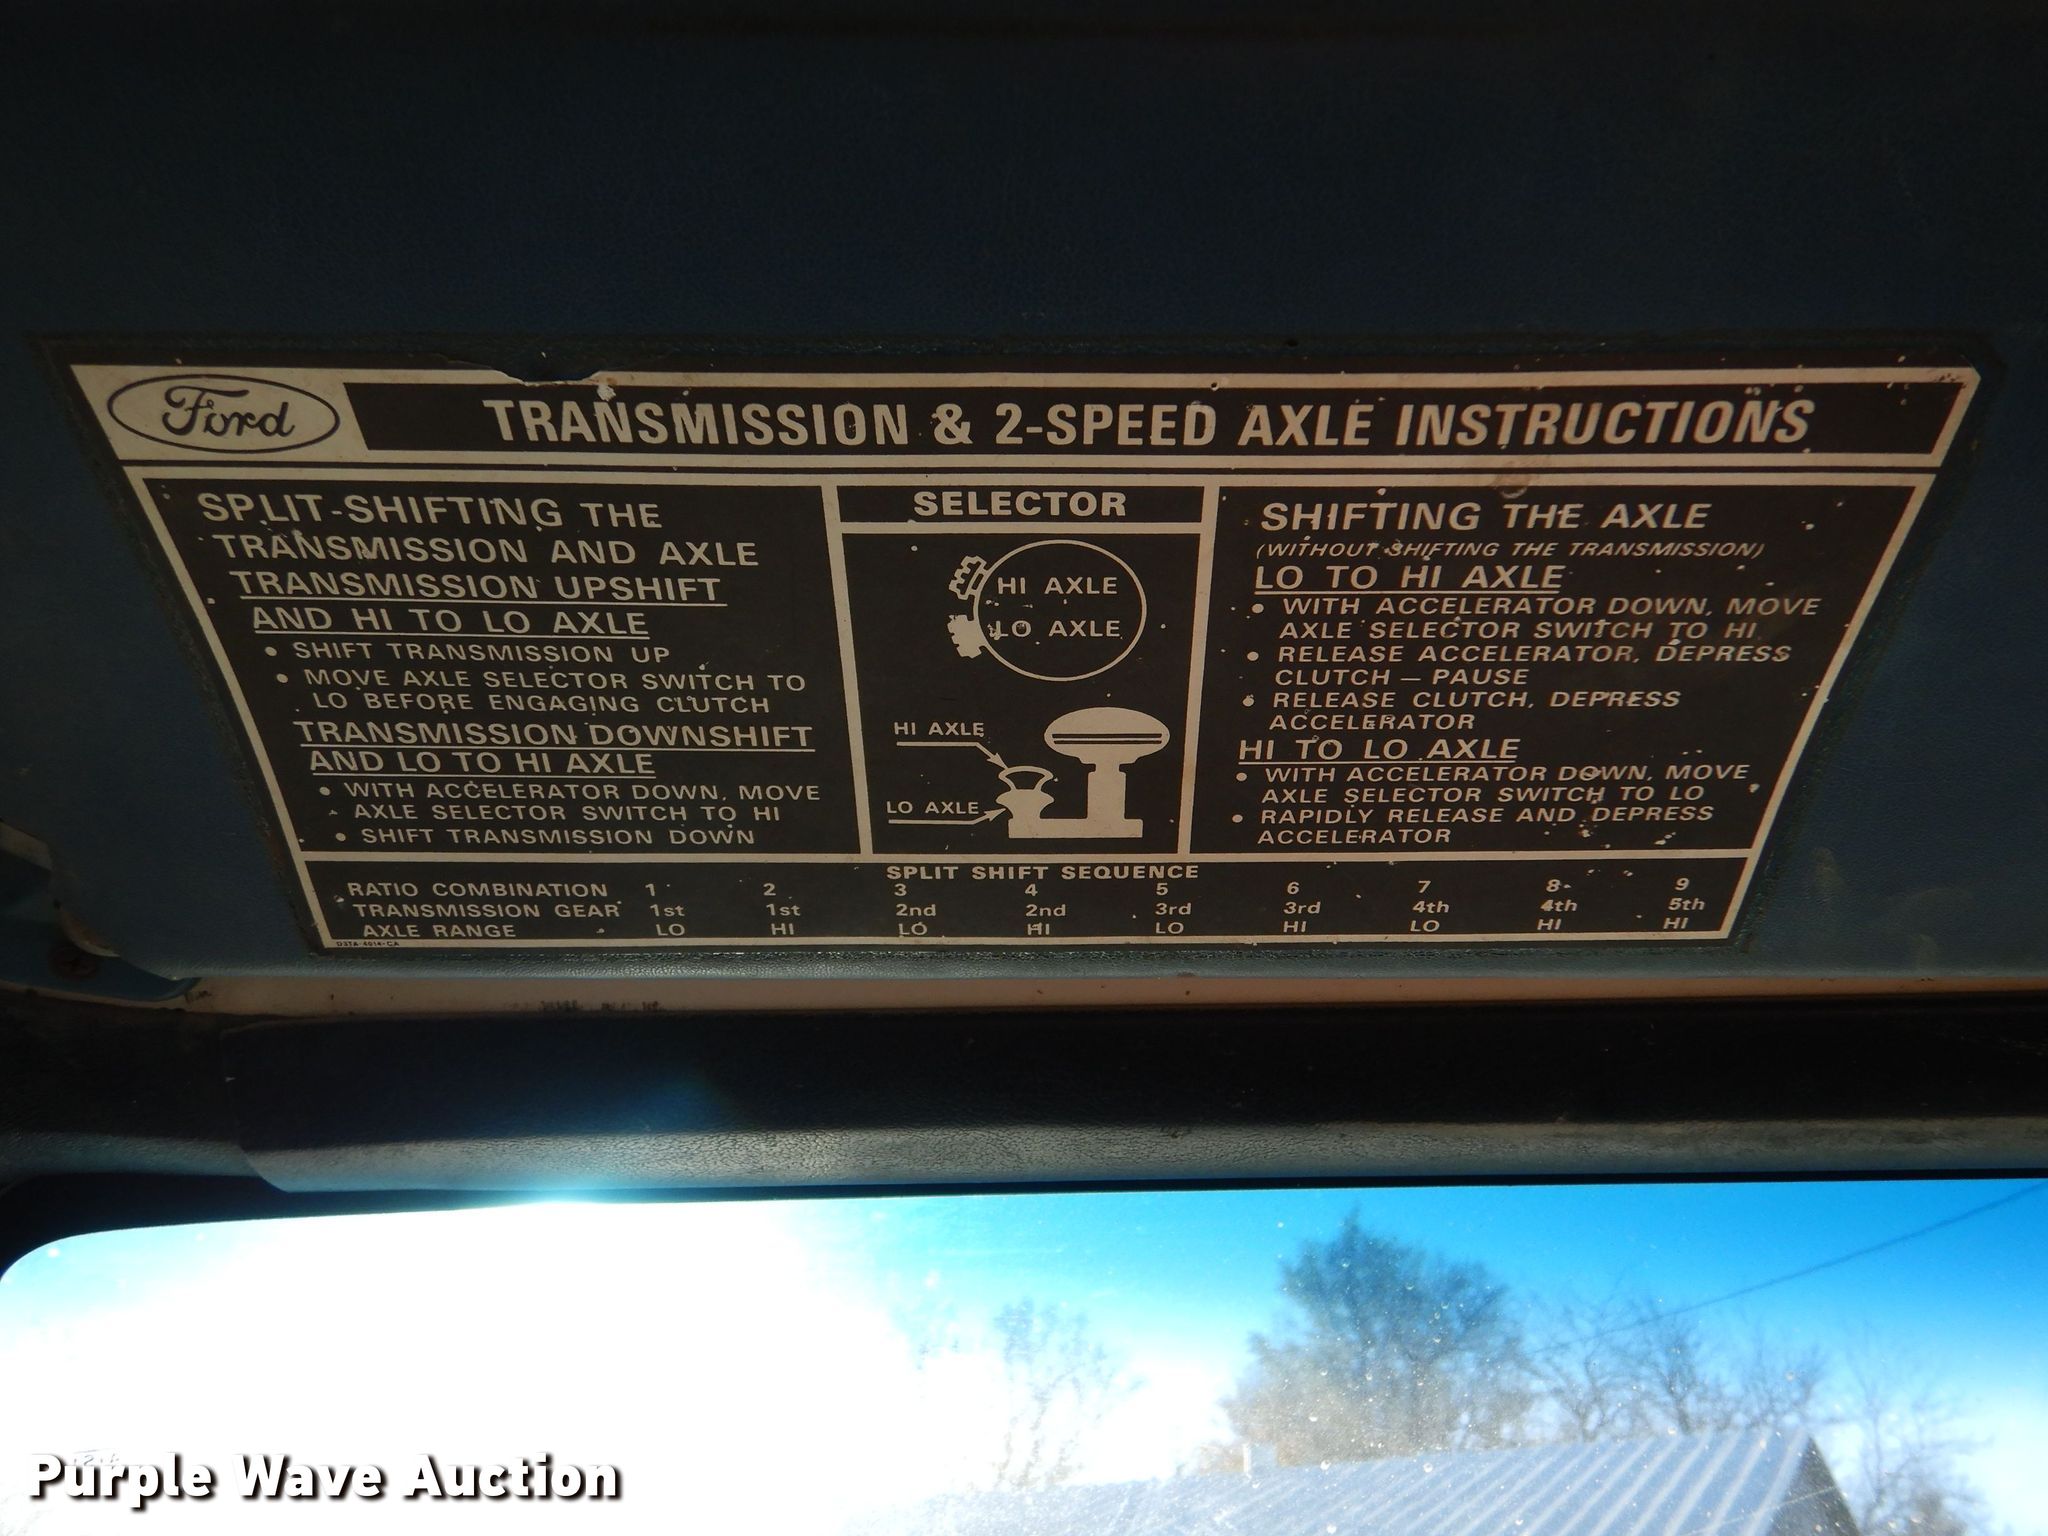 Ford
TRANSMISSION & 2-SPEED AXLE INSTRUCTIONS
SPLIT-SHIFTING THE
TRANSMISSION AND AXLE
TRANSMISSION UPSHIFT
AND HI TO LO AXLE
• SHIFT TRANSMISSION UP
• MOVE AXLE SELECTOR SWITCH TO
LO BEFORE ENGAGING CLUTCH
TRANSMISSION DOWNSHIFT
AND LO TO HI AXLE
• WITH ACCELERATOR DOWN, MOVE
AXLE SELECTOR SWITCH TO HI
• SHIFT TRANSMISSION DOWN
SELECTOR
HI AXLE
LO AXLE
HI AXLE
LO AXLE
SHIFTING THE AXLE
(WITHOUT SHIFTING THE TRANSMISSION)
LO TO HI AXLE
• WITH ACCELERATOR DOWN, MOVE
AXLE SELECTOR SWITCH TO HI
• RELEASE ACCELERATOR, DEPRESS
CLUTCH — PAUSE
• RELEASE CLUTCH, DEPRESS
ACCELERATOR
HI TO LO AXLE
• WITH ACCELERATOR DOWN, MOVE
AXLE SELECTOR SWITCH TO LO
• RAPIDLY RELEASE AND DEPRESS
ACCELERATOR
SPLIT SHIFT SEQUENCE
RATIO COMBINATION 1 2 3 4 5 6 7 8 9
TRANSMISSION GEAR 1st 1st 2nd 2nd 3rd 3rd 4th 4th 5th
AXLE RANGE LO HI LO HI LO HI LO HI HI
Purple Wave Auction